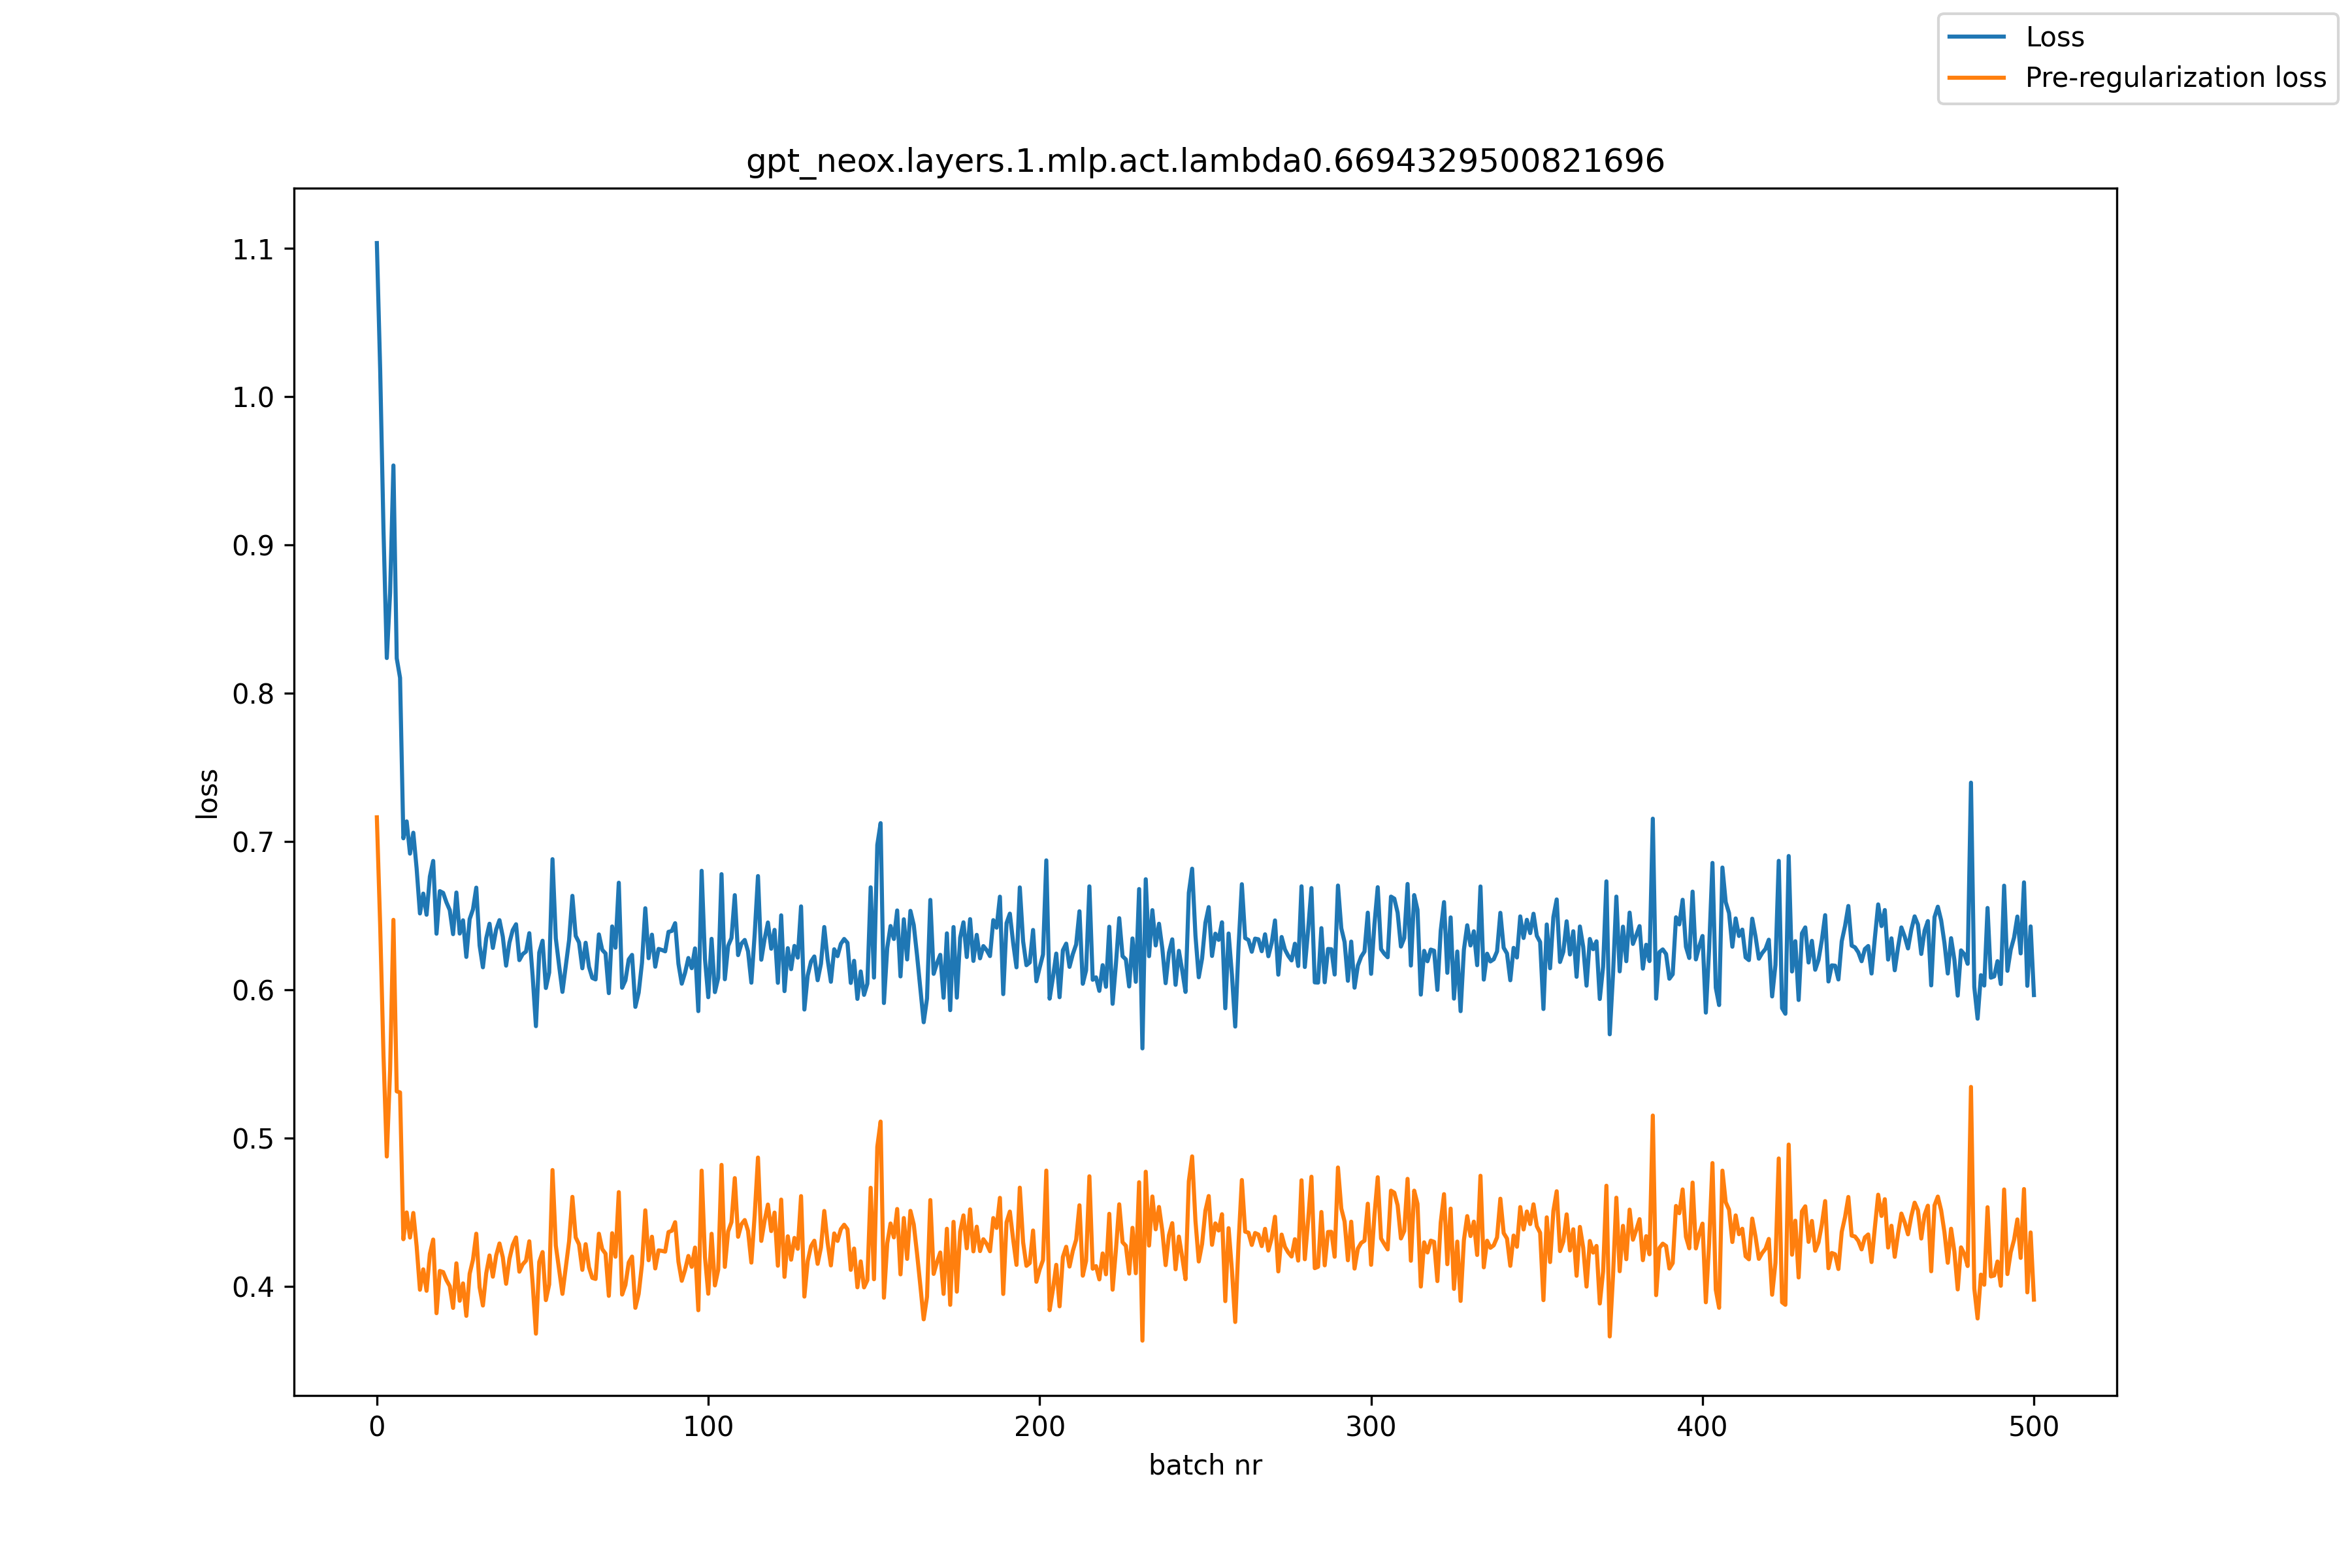 Loss
Pre-regularization loss
gpt_neox.layers.1.mlp.act.lambda0.6694329500821696
1.1
1.0
0.9
0.8
0.7
0.6
0.5
0.4
loss
0 100 200 300 400 500
batch nr